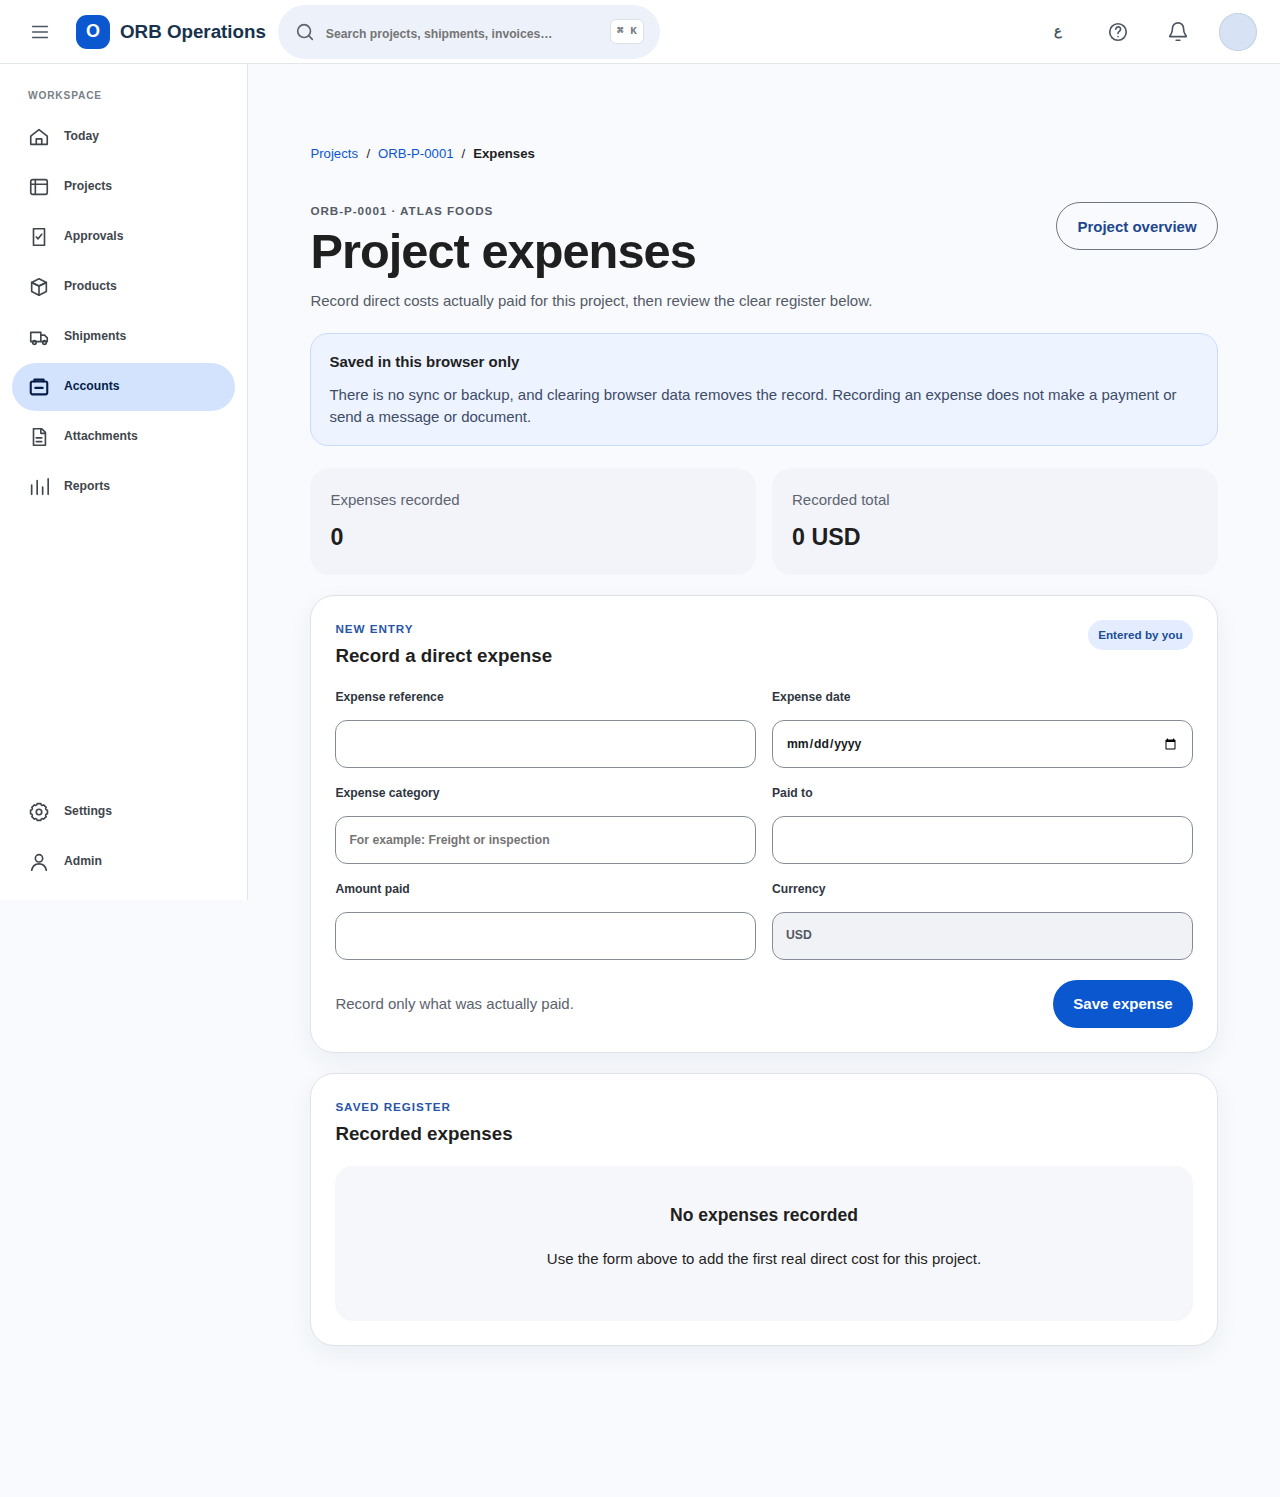 O ORB Operations
Search projects, shipments, invoices…
⌘ K
ع
WORKSPACE
Today
Projects
Approvals
Products
Shipments
Accounts
Attachments
Reports
Settings
Admin
Projects / ORB-P-0001 / Expenses
ORB-P-0001 · ATLAS FOODS
Project expenses
Project overview
Record direct costs actually paid for this project, then review the clear register below.
Saved in this browser only
There is no sync or backup, and clearing browser data removes the record. Recording an expense does not make a payment or
send a message or document.
Expenses recorded
0
Recorded total
0 USD
NEW ENTRY
Record a direct expense
Entered by you
Expense reference
Expense date
mm/dd/yyyy
Expense category
Paid to
For example: Freight or inspection
Amount paid
Currency
USD
Record only what was actually paid.
Save expense
SAVED REGISTER
Recorded expenses
No expenses recorded
Use the form above to add the first real direct cost for this project.